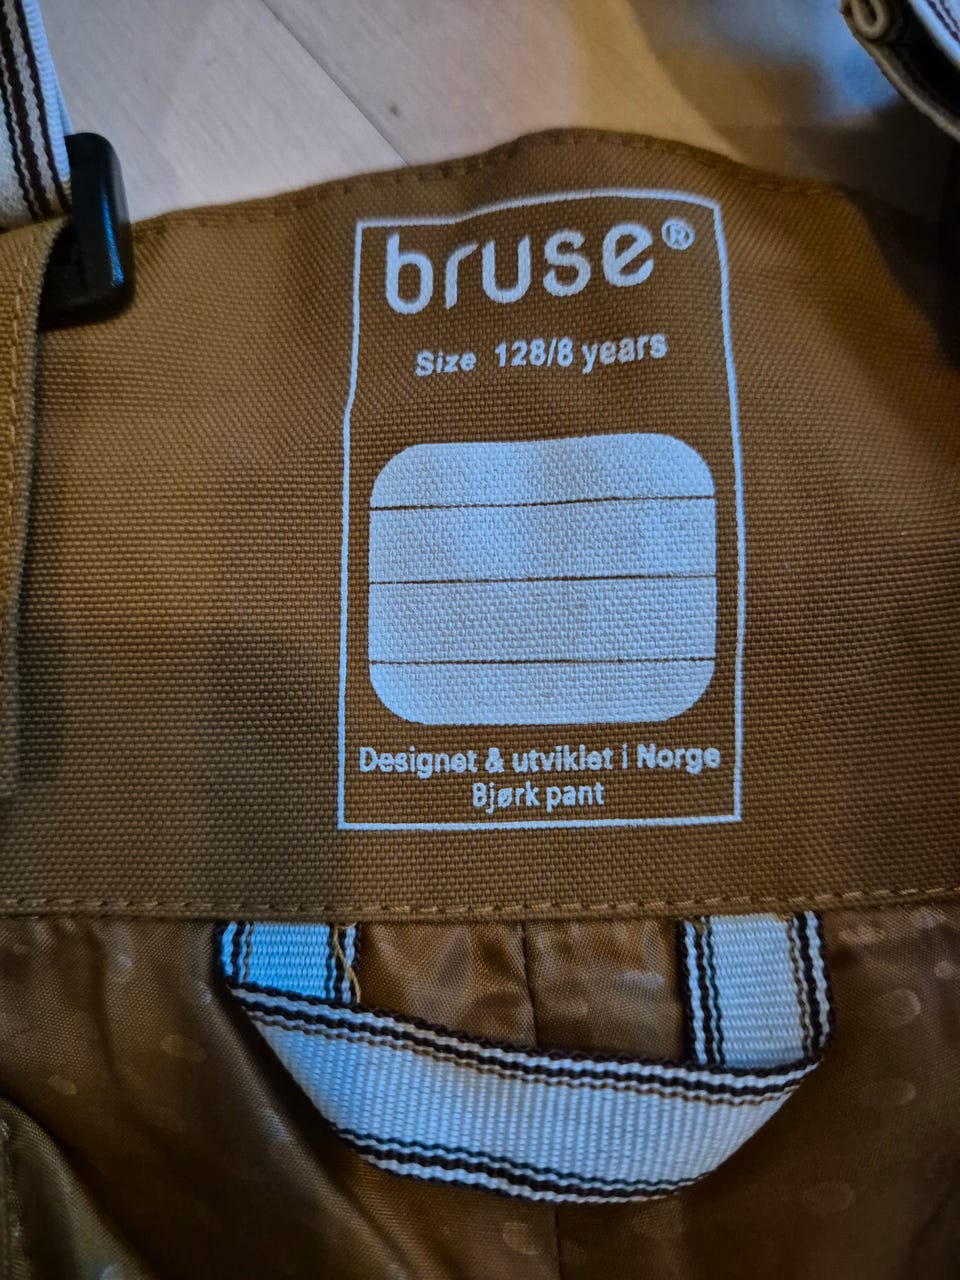 bruse®
Size 128/8 years
Designet & utviklet i Norge
Bjørk pant